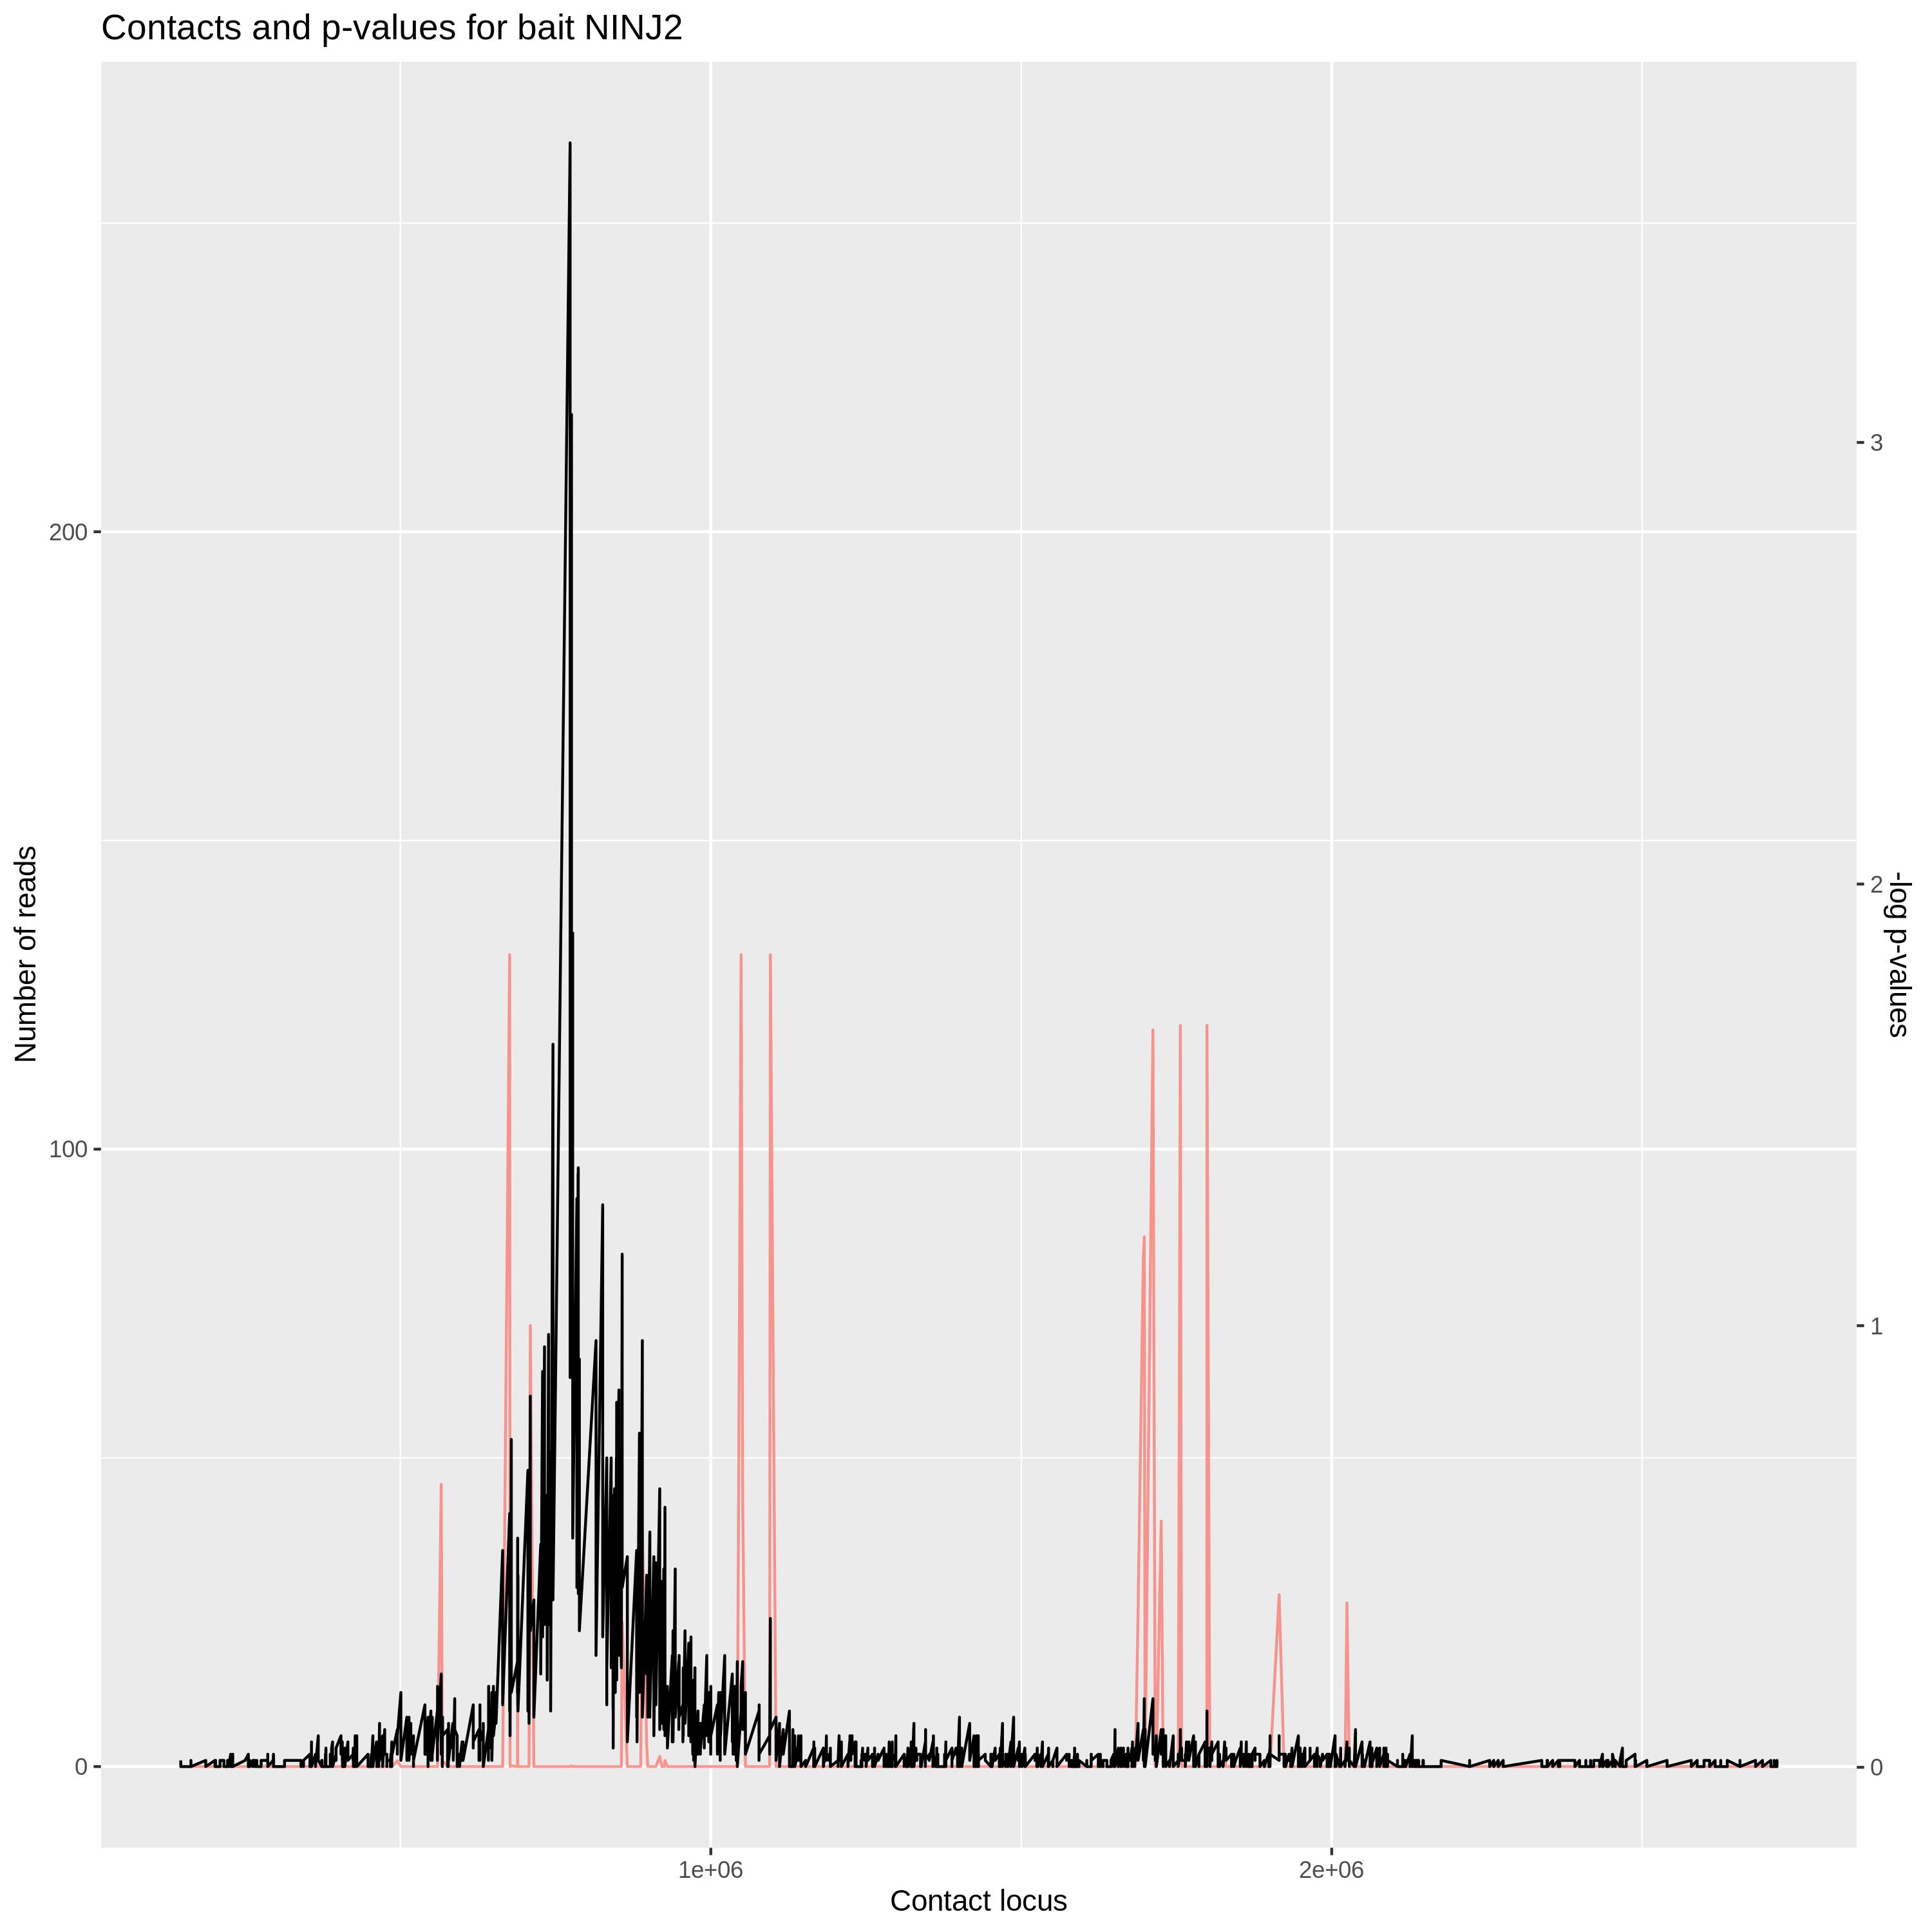 Contacts and p-values for bait NINJ2
Number of reads
200
100
0
3
2
1
0
-log p-values
1e+06
2e+06
Contact locus